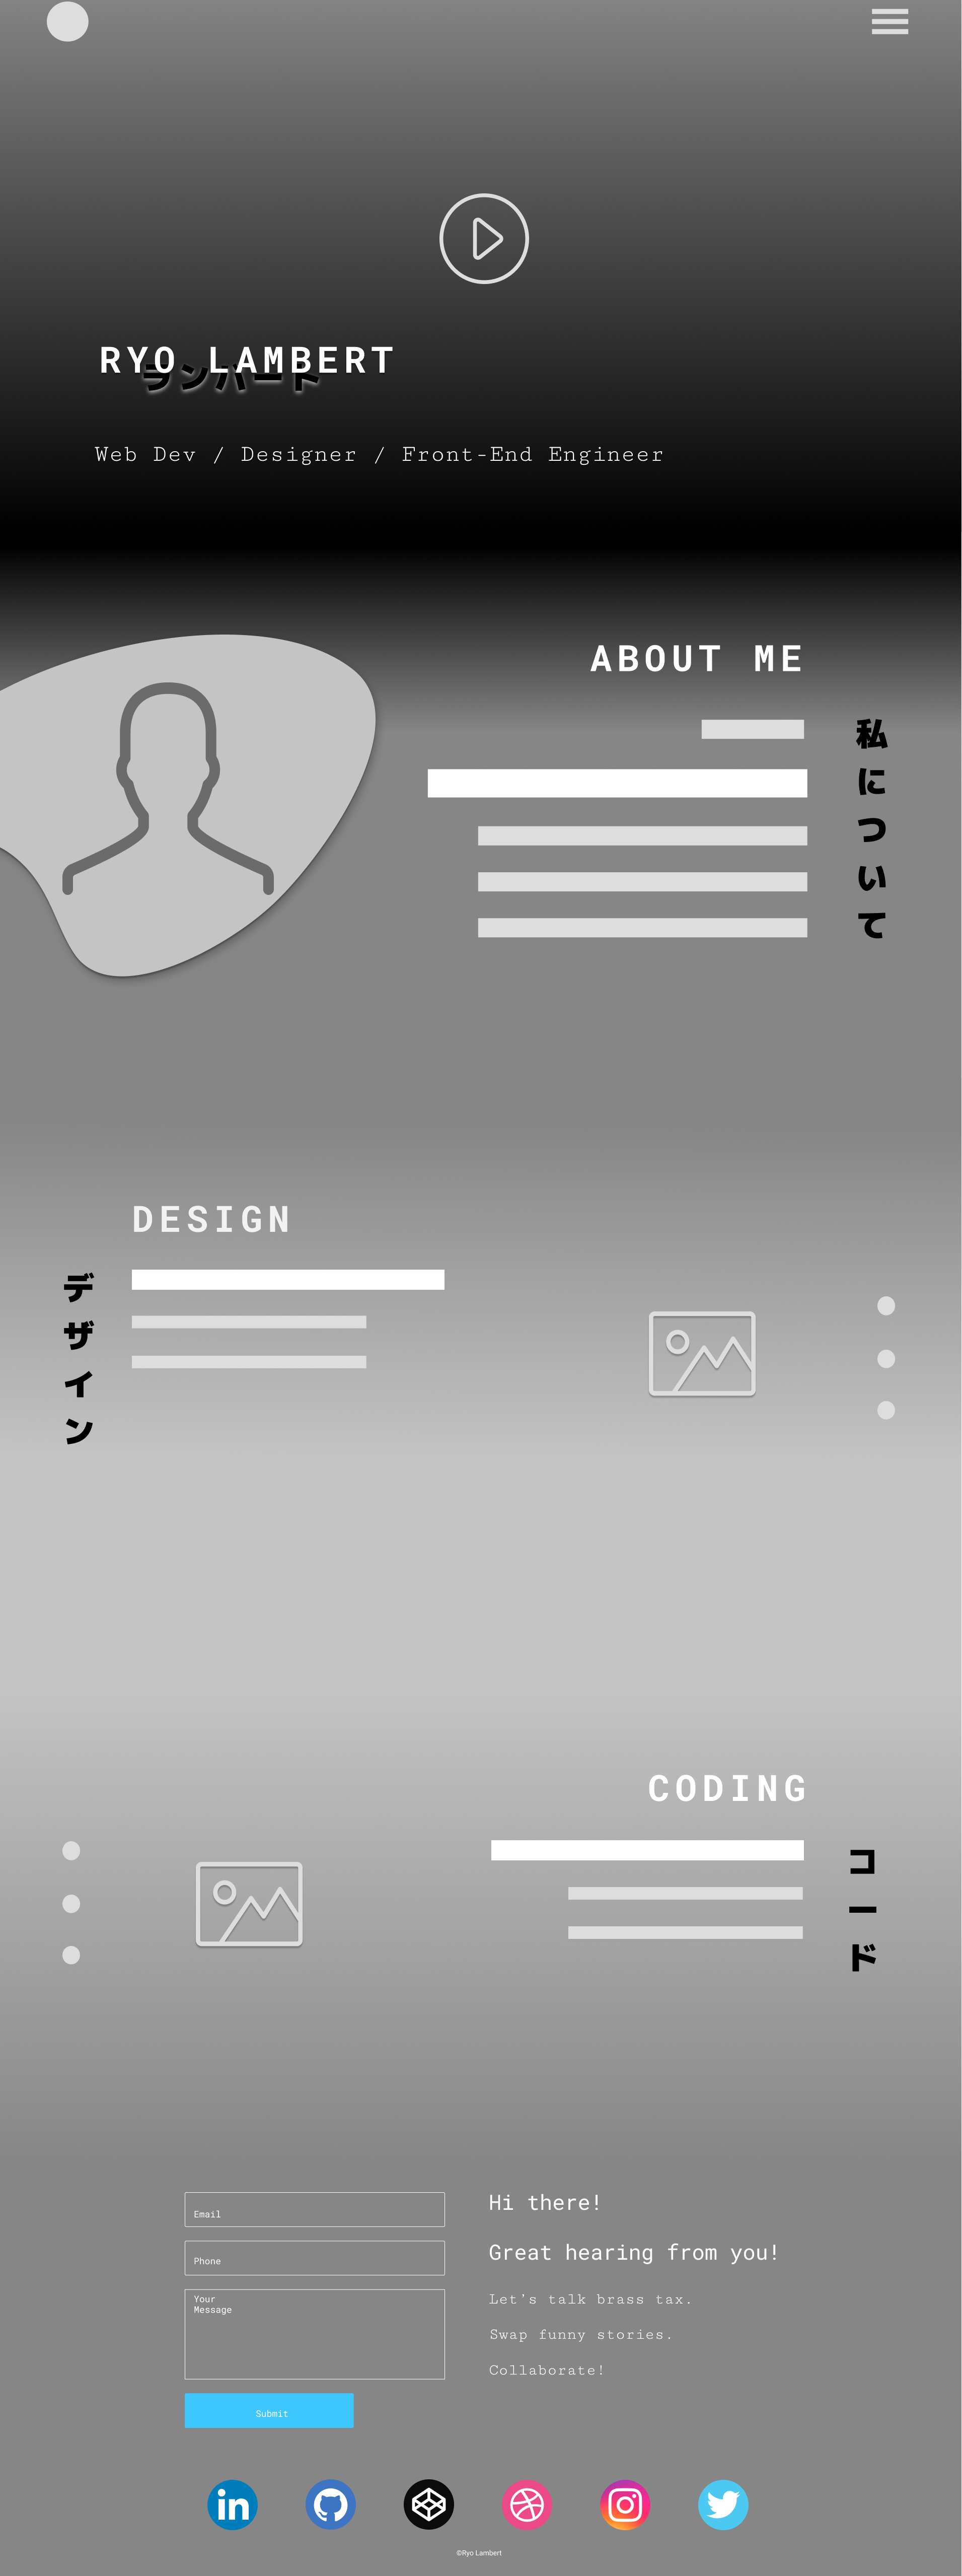 RYO LAMBERT
ランバート
Web Dev / Designer / Front-End Engineer
ABOUT ME
私について
DESIGN
デザイン
CODING
コード
Email
Phone
Your
Message
Submit
Hi there!
Great hearing from you!
Let's talk brass tax.
Swap funny stories.
Collaborate!
in
©Ryo Lambert